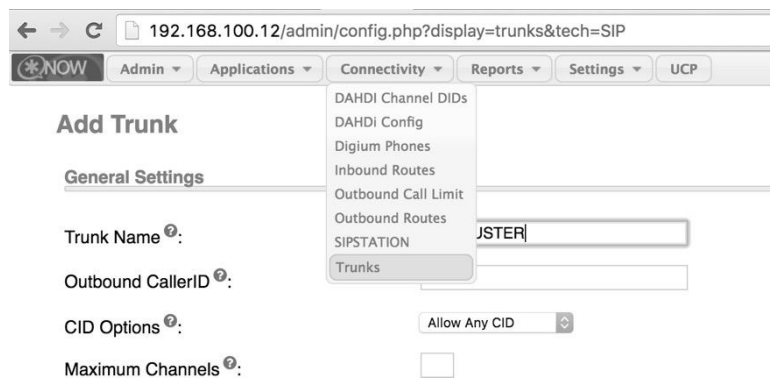 192.168.100.12/admin/config.php?display=trunks&tech=SIP
NOW Admin Applications Connectivity Reports Settings UCP
DAHDI Channel DIDs
DAHDi Config
Digium Phones
Inbound Routes
Outbound Call Limit
Outbound Routes
SIPSTATION
Trunks
Add Trunk
General Settings
Trunk Name ?:
Outbound CallerID ?:
CID Options ?: Allow Any CID
Maximum Channels ?: